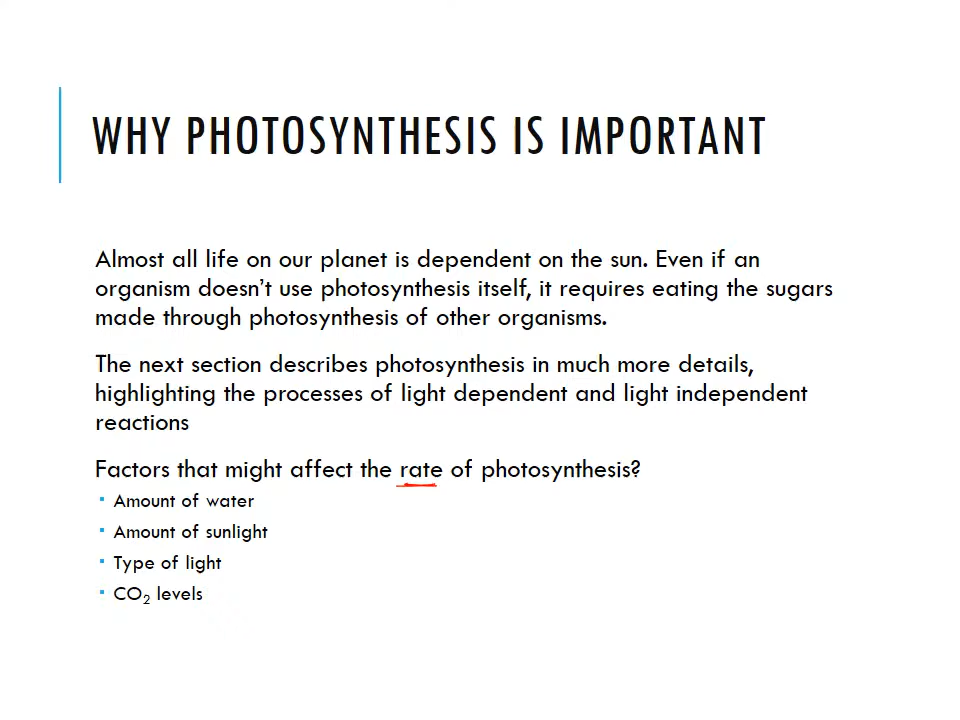 WHY PHOTOSYNTHESIS IS IMPORTANT
Almost all life on our planet is dependent on the sun. Even if an
organism doesn't use photosynthesis itself, it requires eating the sugars
made through photosynthesis of other organisms.
The next section describes photosynthesis in much more details,
highlighting the processes of light dependent and light independent
reactions
Factors that might affect the rate of photosynthesis?
▪ Amount of water
▪ Amount of sunlight
▪ Type of light
▪ CO₂ levels